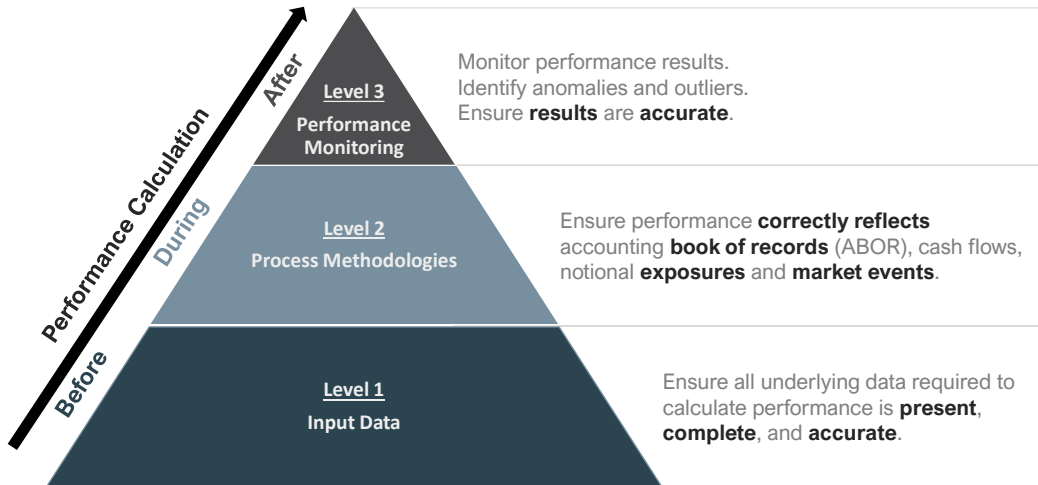 Performance Calculation
After
During
Before
Level 3
Performance
Monitoring
Monitor performance results.
Identify anomalies and outliers.
Ensure results are accurate.
Level 2
Process Methodologies
Ensure performance correctly reflects
accounting book of records (ABOR), cash flows,
notional exposures and market events.
Level 1
Input Data
Ensure all underlying data required to
calculate performance is present,
complete, and accurate.